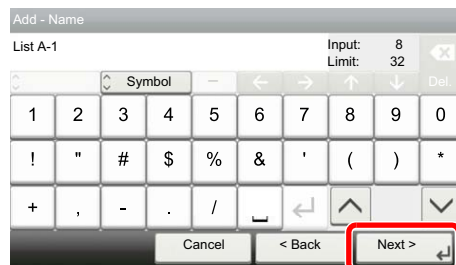 Add - Name
List A-1
Input: 8
Limit: 32
Symbol
Del.
1 2 3 4 5 6 7 8 9 0
! " # $ % & ' ( ) *
+ , - . /
Cancel < Back Next >